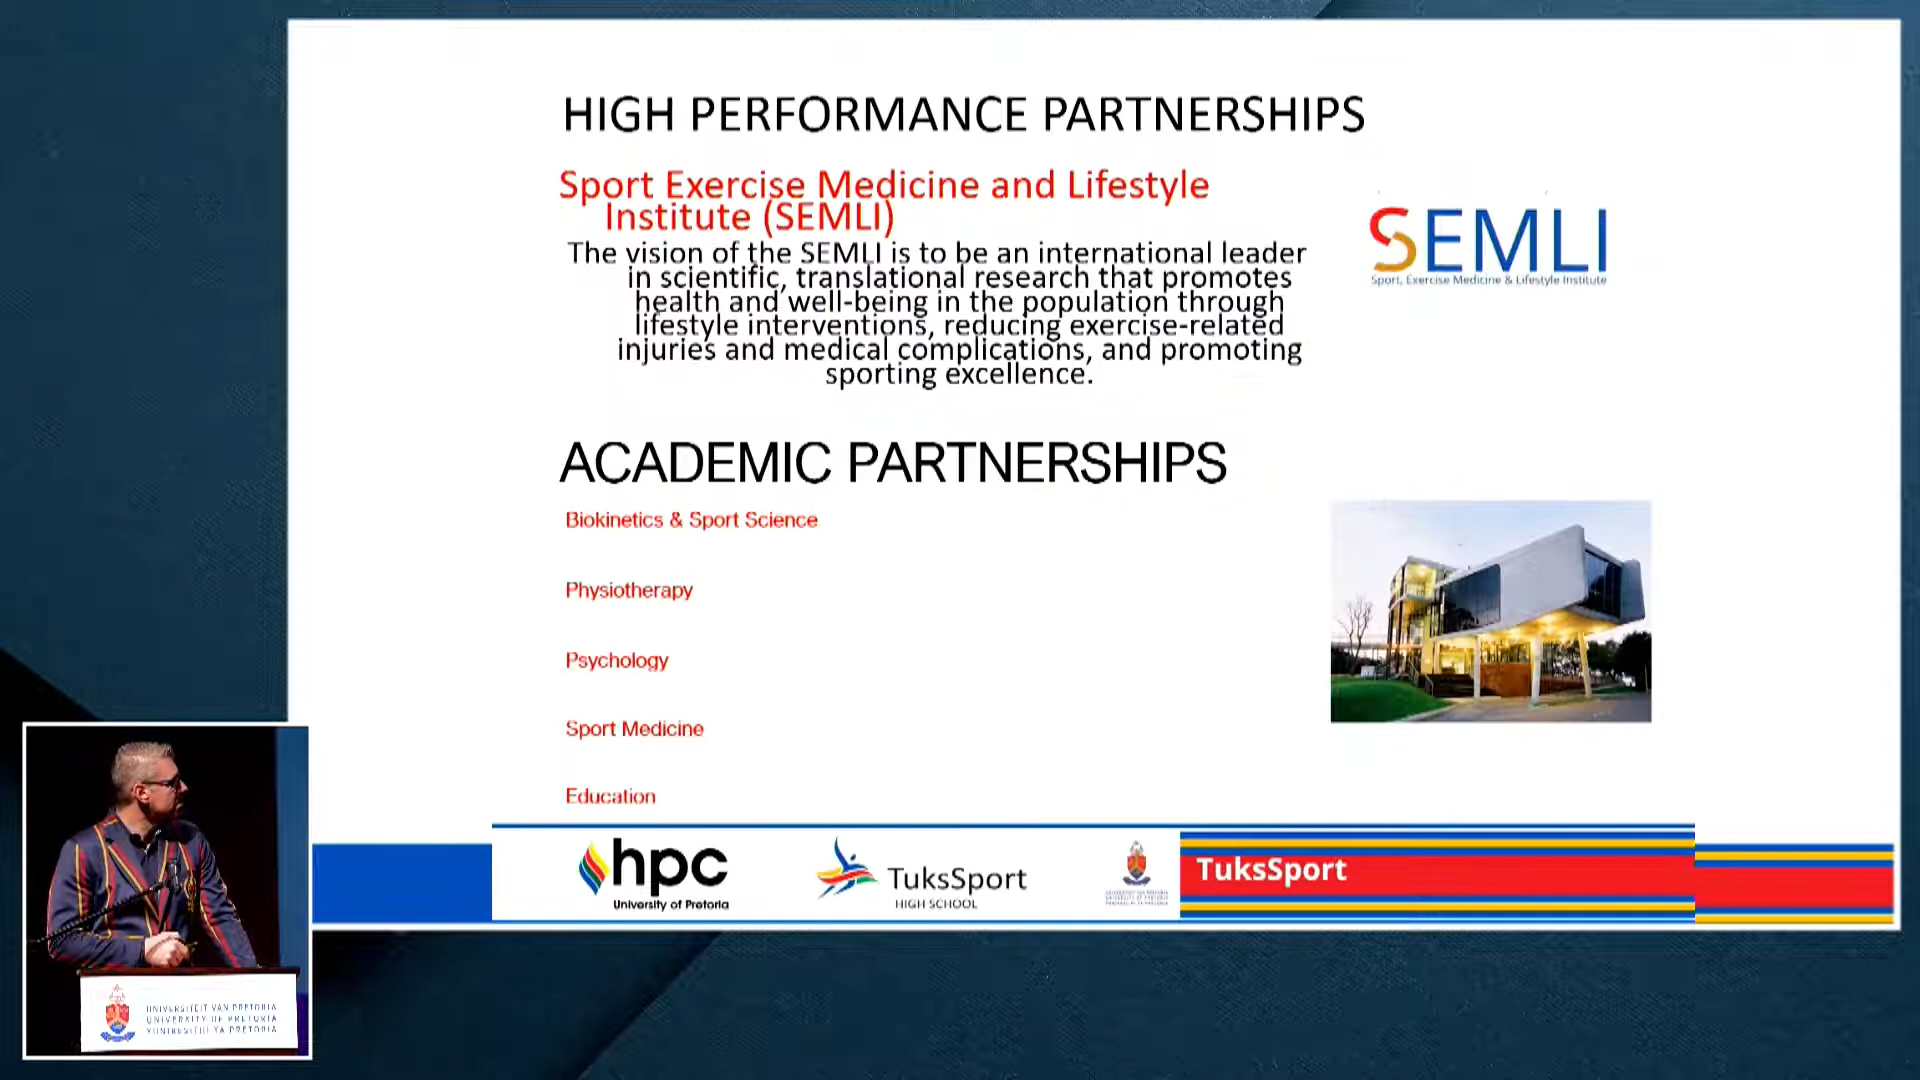 HIGH PERFORMANCE PARTNERSHIPS
Sport Exercise Medicine and Lifestyle
Institute (SEMLI)
The vision of the SEMLI is to be an international leader
in scientific, translational research that promotes
health and well-being in the population through
lifestyle interventions, reducing exercise-related
injuries and medical complications, and promoting
sporting excellence.
SEMLI
Sport, Exercise Medicine & Lifestyle Institute
ACADEMIC PARTNERSHIPS
Biokinetics & Sport Science
Physiotherapy
Psychology
Sport Medicine
Education
hpc
University of Pretoria
TuksSport
HIGH SCHOOL
TuksSport
UNIVERSITEIT VAN PRETORIA
UNIVERSITY OF PRETORIA
YUNIBESITHI YA PRETORIA